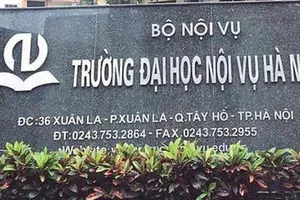 BỘ NỘI VỤ
TRƯỜNG ĐẠI HỌC NỘI VỤ HÀ N
ĐC:36 XUÂN LA - P.XUÂN LA - Q.TÂY HỒ - TP.HÀ NỘI
ĐT:0243.753.2864 - FAX.0243.753.2955
Website: